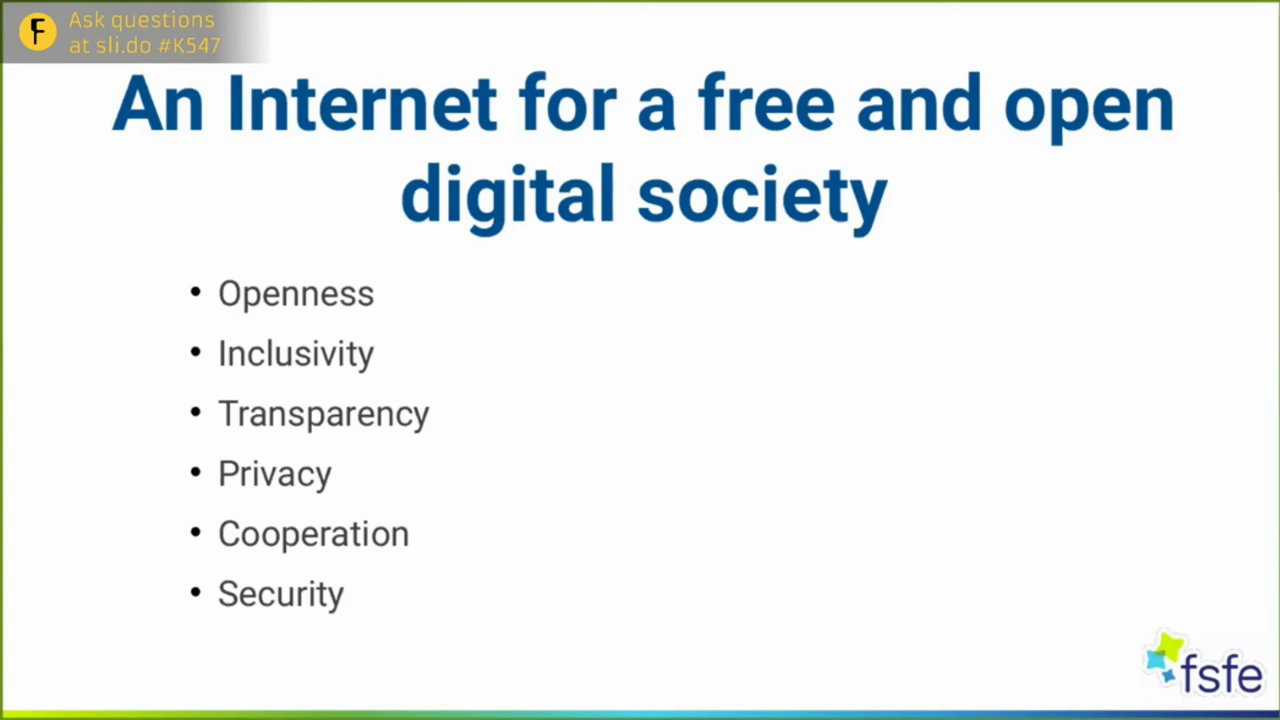 F
Ask questions
at sli.do #K547
An Internet for a free and open
digital society
• Openness
• Inclusivity
• Transparency
• Privacy
• Cooperation
• Security
fsfe